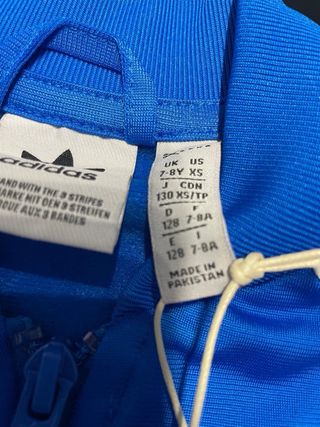 adidas
AND WITH THE 3 STRIPES
MARKE MIT DEN 3 STREIFEN
QUE AUX 3 BANDES
UK US
7-8Y XS
J CDN
130 XS/TP
D F
128 7-8A
E I
128 7-8A
MADE IN
PAKISTAN